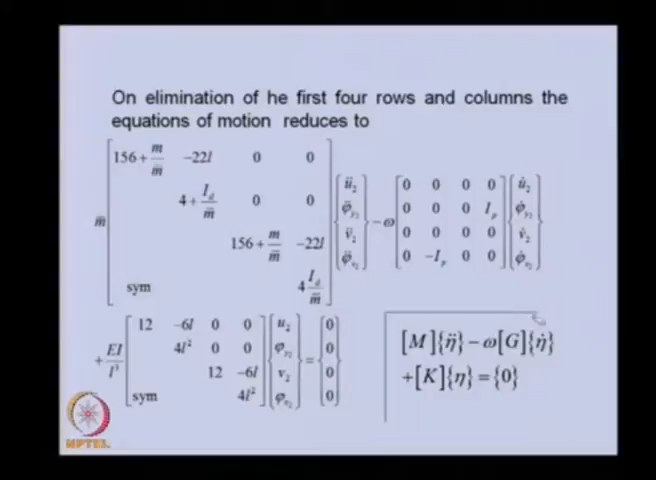 On elimination of he first four rows and columns the
equations of motion reduces to
m̄ [156 + m/m̄  -22l  0  0; 4 + I_d/m̄  0  0; 156 + m/m̄  -22l; sym  4 I_d/m̄] {ü₂; φ̈_y₂; v̈₂; φ̈_x₂} - ω [0 0 0 0; 0 0 0 I_p; 0 0 0 0; 0 -I_p 0 0] {u̇₂; φ̇_y₂; v̇₂; φ̇_x₂}
+ EI/l³ [12 -6l 0 0; 4l² 0 0; 12 -6l; sym 4l²] {u₂; φ_y₂; v₂; φ_x₂} = {0; 0; 0; 0}
[M]{η̈} - ω[G]{η̇}
+[K]{η} = {0}
NPTEL